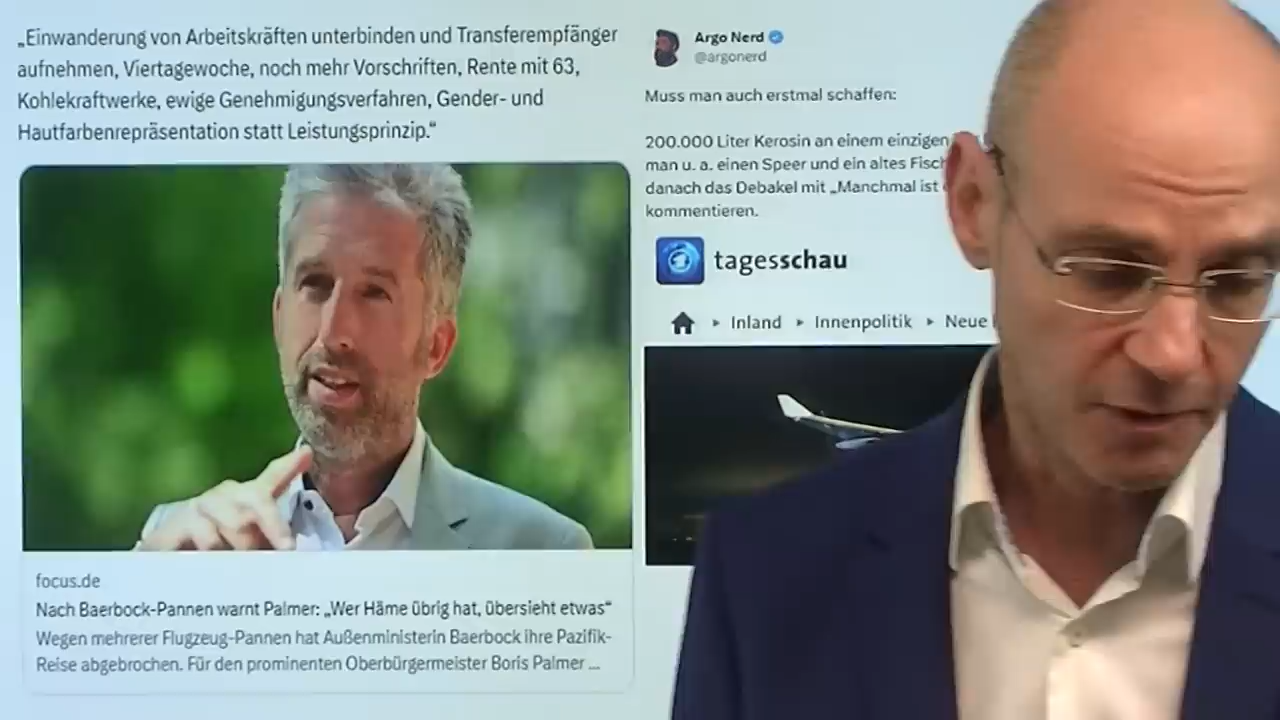 „Einwanderung von Arbeitskräften unterbinden und Transferempfänger
aufnehmen, Viertagewoche, noch mehr Vorschriften, Rente mit 63,
Kohlekraftwerke, ewige Genehmigungsverfahren, Gender- und
Hautfarbenrepräsentation statt Leistungsprinzip.“
focus.de
Nach Baerbock-Pannen warnt Palmer: „Wer Häme übrig hat, übersieht etwas“
Wegen mehrerer Flugzeug-Pannen hat Außenministerin Baerbock ihre Pazifik-
Reise abgebrochen. Für den prominenten Oberbürgermeister Boris Palmer ...
Argo Nerd
@argonerd
Muss man auch erstmal schaffen:
200.000 Liter Kerosin an einem einzigen
man u. a. einen Speer und ein altes Fisch
danach das Debakel mit „Manchmal ist
kommentieren.
tagesschau
Inland ▸ Innenpolitik ▸ Neue